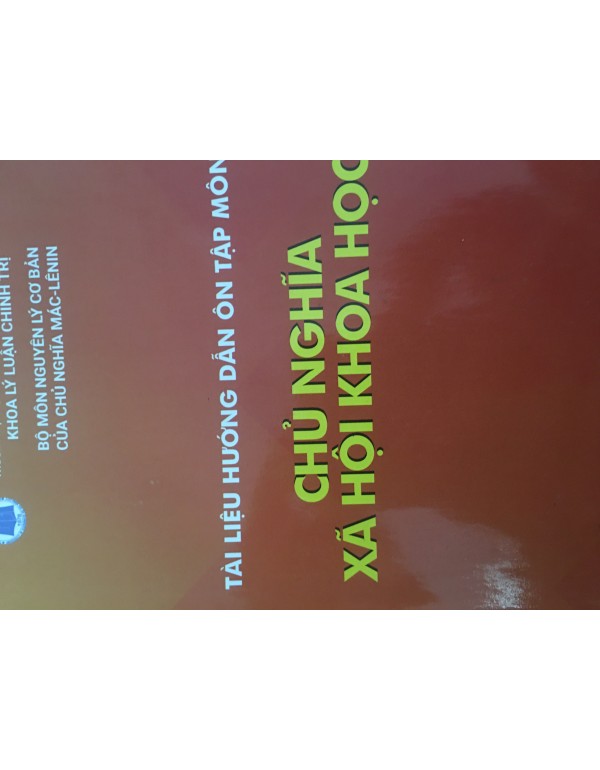 KHOA LÝ LUẬN CHÍNH TRỊ
BỘ MÔN NGUYÊN LÝ CƠ BẢN
CỦA CHỦ NGHĨA MÁC-LÊNIN
TÀI LIỆU HƯỚNG DẪN ÔN TẬP MÔN
CHỦ NGHĨA
XÃ HỘI KHOA HỌC